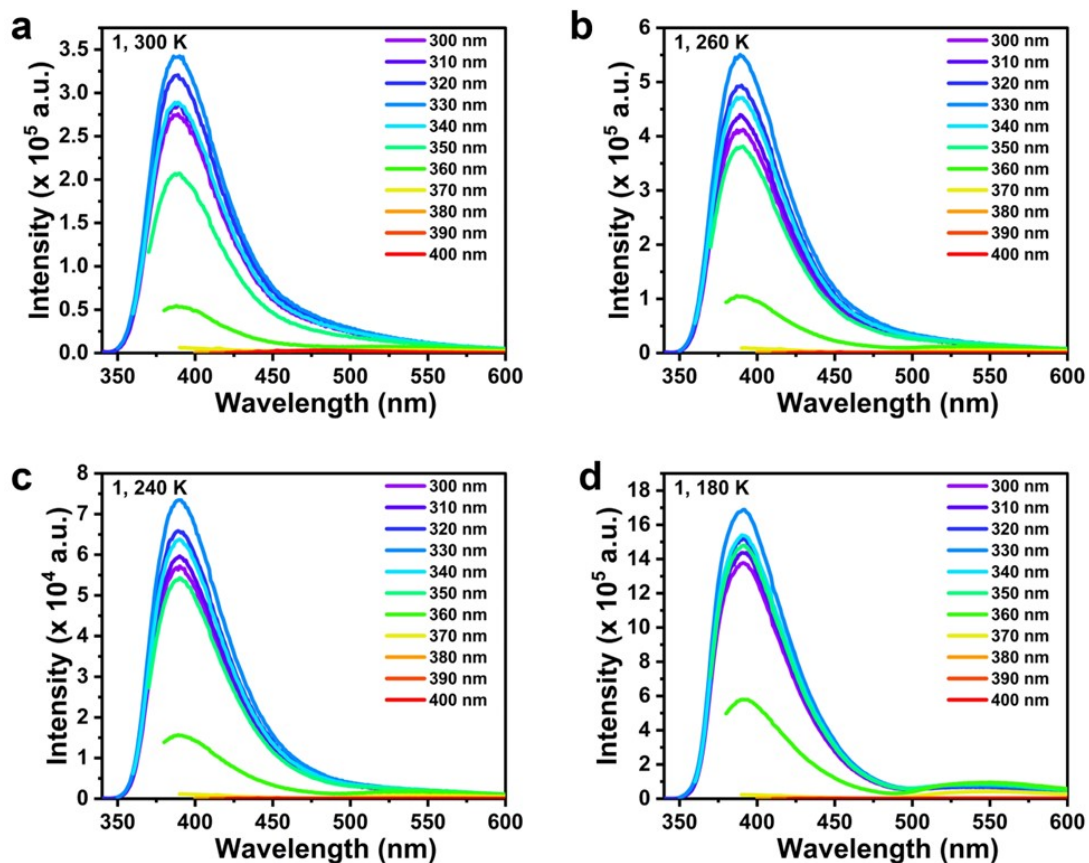 a
1, 300 K
Intensity (x 10⁵ a.u.)
3.5
3.0
2.5
2.0
1.5
1.0
0.5
0.0
300 nm
310 nm
320 nm
330 nm
340 nm
350 nm
360 nm
370 nm
380 nm
390 nm
400 nm
350 400 450 500 550 600
Wavelength (nm)
b
1, 260 K
Intensity (x 10⁵ a.u.)
6
5
4
3
2
1
0
300 nm
310 nm
320 nm
330 nm
340 nm
350 nm
360 nm
370 nm
380 nm
390 nm
400 nm
350 400 450 500 550 600
Wavelength (nm)
c
1, 240 K
Intensity (x 10⁴ a.u.)
8
7
6
5
4
3
2
1
0
300 nm
310 nm
320 nm
330 nm
340 nm
350 nm
360 nm
370 nm
380 nm
390 nm
400 nm
350 400 450 500 550 600
Wavelength (nm)
d
1, 180 K
Intensity (x 10⁵ a.u.)
18
16
14
12
10
8
6
4
2
0
300 nm
310 nm
320 nm
330 nm
340 nm
350 nm
360 nm
370 nm
380 nm
390 nm
400 nm
350 400 450 500 550 600
Wavelength (nm)